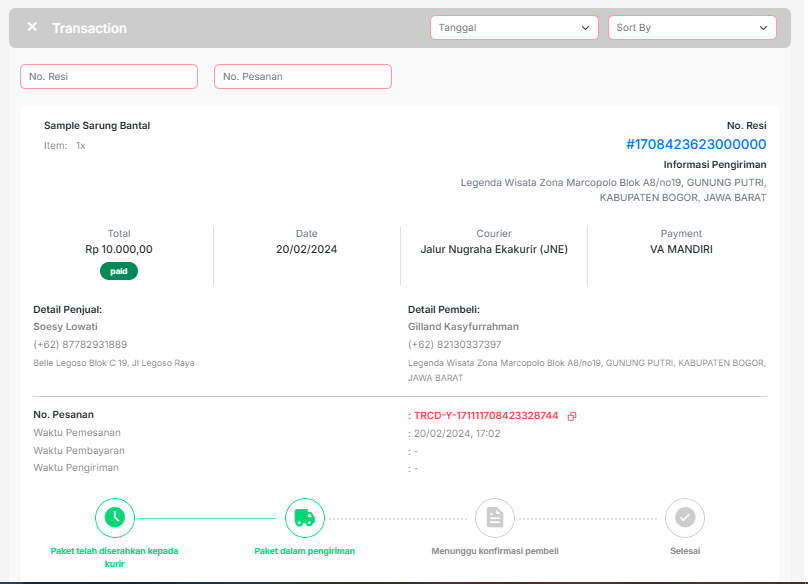 Transaction
Tanggal
Sort By
No. Resi
No. Pesanan
Sample Sarung Bantal
Item: 1x
No. Resi
#1708423623000000
Informasi Pengiriman
Legenda Wisata Zona Marcopolo Blok A8/no19, GUNUNG PUTRI,
KABUPATEN BOGOR, JAWA BARAT
Total
Rp 10.000,00
paid
Date
20/02/2024
Courier
Jalur Nugraha Ekakurir (JNE)
Payment
VA MANDIRI
Detail Penjual:
Soesy Lowati
(+62) 87782931889
Belle Legoso Blok C 19, Jl Legoso Raya
Detail Pembeli:
Gilland Kasyfurrahman
(+62) 82130337397
Legenda Wisata Zona Marcopolo Blok A8/no19, GUNUNG PUTRI, KABUPATEN BOGOR,
JAWA BARAT
No. Pesanan : TRCD-Y-171111708423328744
Waktu Pemesanan : 20/02/2024, 17:02
Waktu Pembayaran : -
Waktu Pengiriman : -
Paket telah diserahkan kepada
kurir
Paket dalam pengiriman
Menunggu konfirmasi pembeli
Selesai